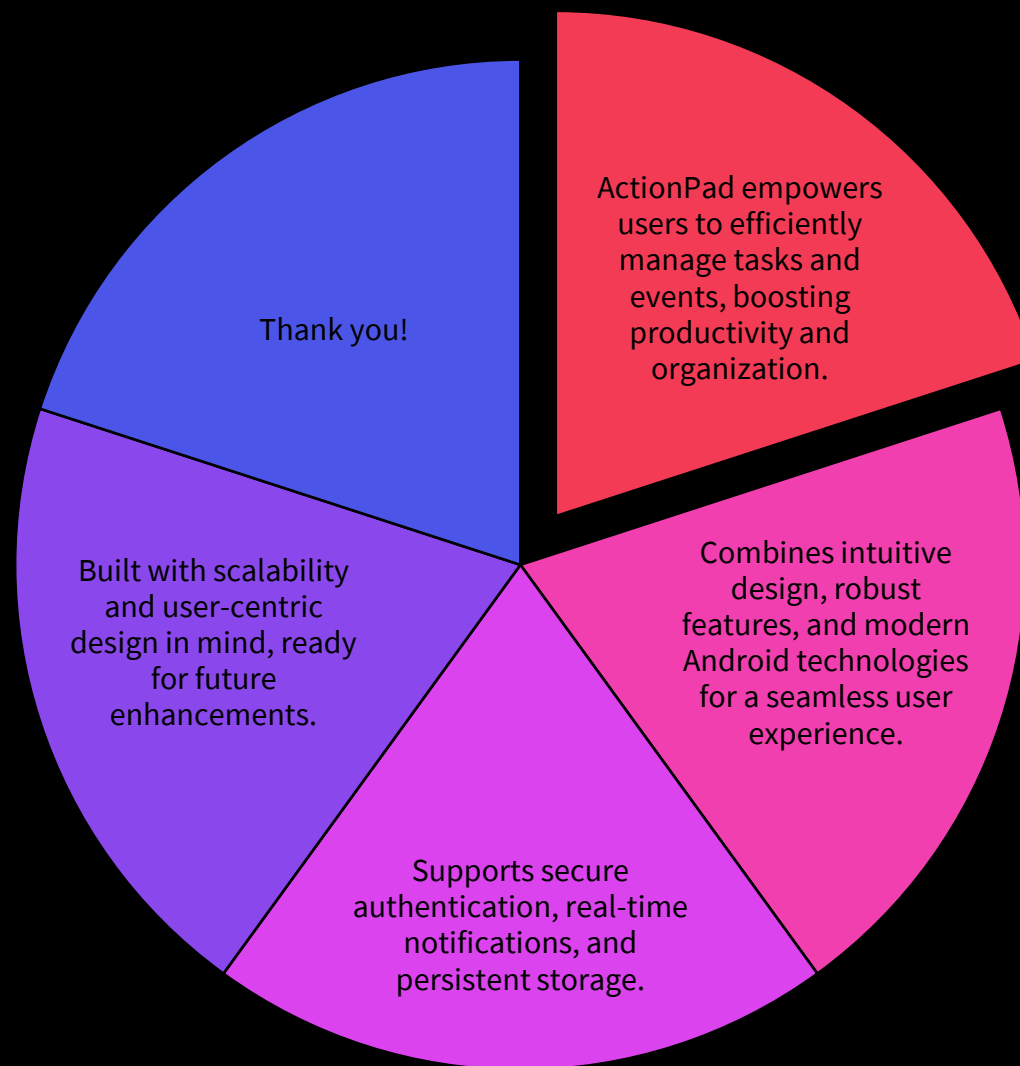 ActionPad empowers
users to efficiently
manage tasks and
events, boosting
productivity and
organization.
Combines intuitive
design, robust
features, and modern
Android technologies
for a seamless user
experience.
Supports secure
authentication, real-time
notifications, and
persistent storage.
Built with scalability
and user-centric
design in mind, ready
for future
enhancements.
Thank you!